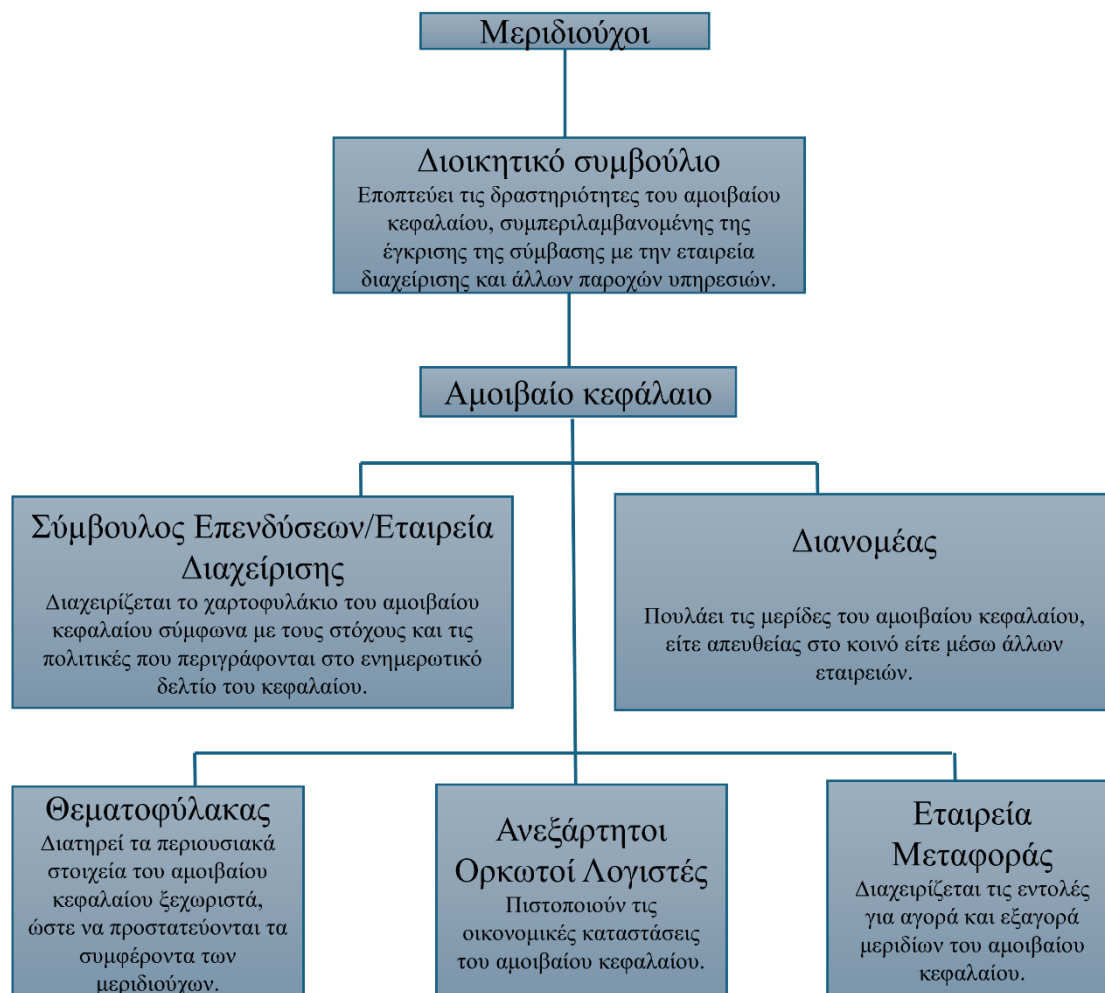 Μεριδιούχοι
Διοικητικό συμβούλιο
Εποπτεύει τις δραστηριότητες του αμοιβαίου
κεφαλαίου, συμπεριλαμβανομένης της
έγκρισης της σύμβασης με την εταιρεία
διαχείρισης και άλλων παροχών υπηρεσιών.
Αμοιβαίο κεφάλαιο
Σύμβουλος Επενδύσεων/Εταιρεία
Διαχείρισης
Διαχειρίζεται το χαρτοφυλάκιο του αμοιβαίου
κεφαλαίου σύμφωνα με τους στόχους και τις
πολιτικές που περιγράφονται στο ενημερωτικό
δελτίο του κεφαλαίου.
Διανομέας
Πουλάει τις μερίδες του αμοιβαίου κεφαλαίου,
είτε απευθείας στο κοινό είτε μέσω άλλων
εταιρειών.
Θεματοφύλακας
Διατηρεί τα περιουσιακά
στοιχεία του αμοιβαίου
κεφαλαίου ξεχωριστά,
ώστε να προστατεύονται τα
συμφέροντα των
μεριδιούχων.
Ανεξάρτητοι
Ορκωτοί Λογιστές
Πιστοποιούν τις
οικονομικές καταστάσεις
του αμοιβαίου κεφαλαίου.
Εταιρεία
Μεταφοράς
Διαχειρίζεται τις εντολές
για αγορά και εξαγορά
μεριδίων του αμοιβαίου
κεφαλαίου.